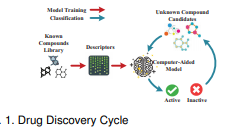 Model Training
Classification
Unknown Compound
Candidates
Known
Compounds
Library
Descriptors
Computer-Aided
Model
Active Inactive
. 1. Drug Discovery Cycle